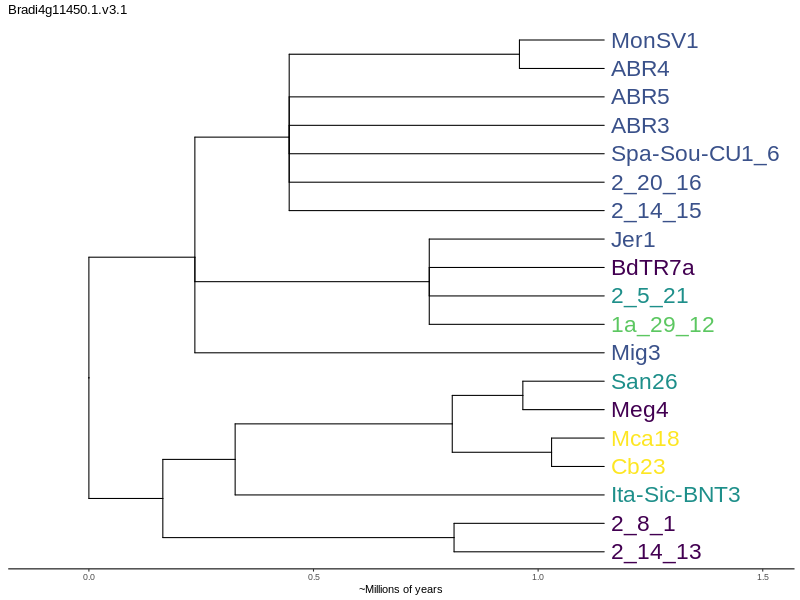 Bradi4g11450.1.v3.1
MonSV1
ABR4
ABR5
ABR3
Spa-Sou-CU1_6
2_20_16
2_14_15
Jer1
BdTR7a
2_5_21
1a_29_12
Mig3
San26
Meg4
Mca18
Cb23
Ita-Sic-BNT3
2_8_1
2_14_13
0.0 0.5 1.0 1.5
~Millions of years